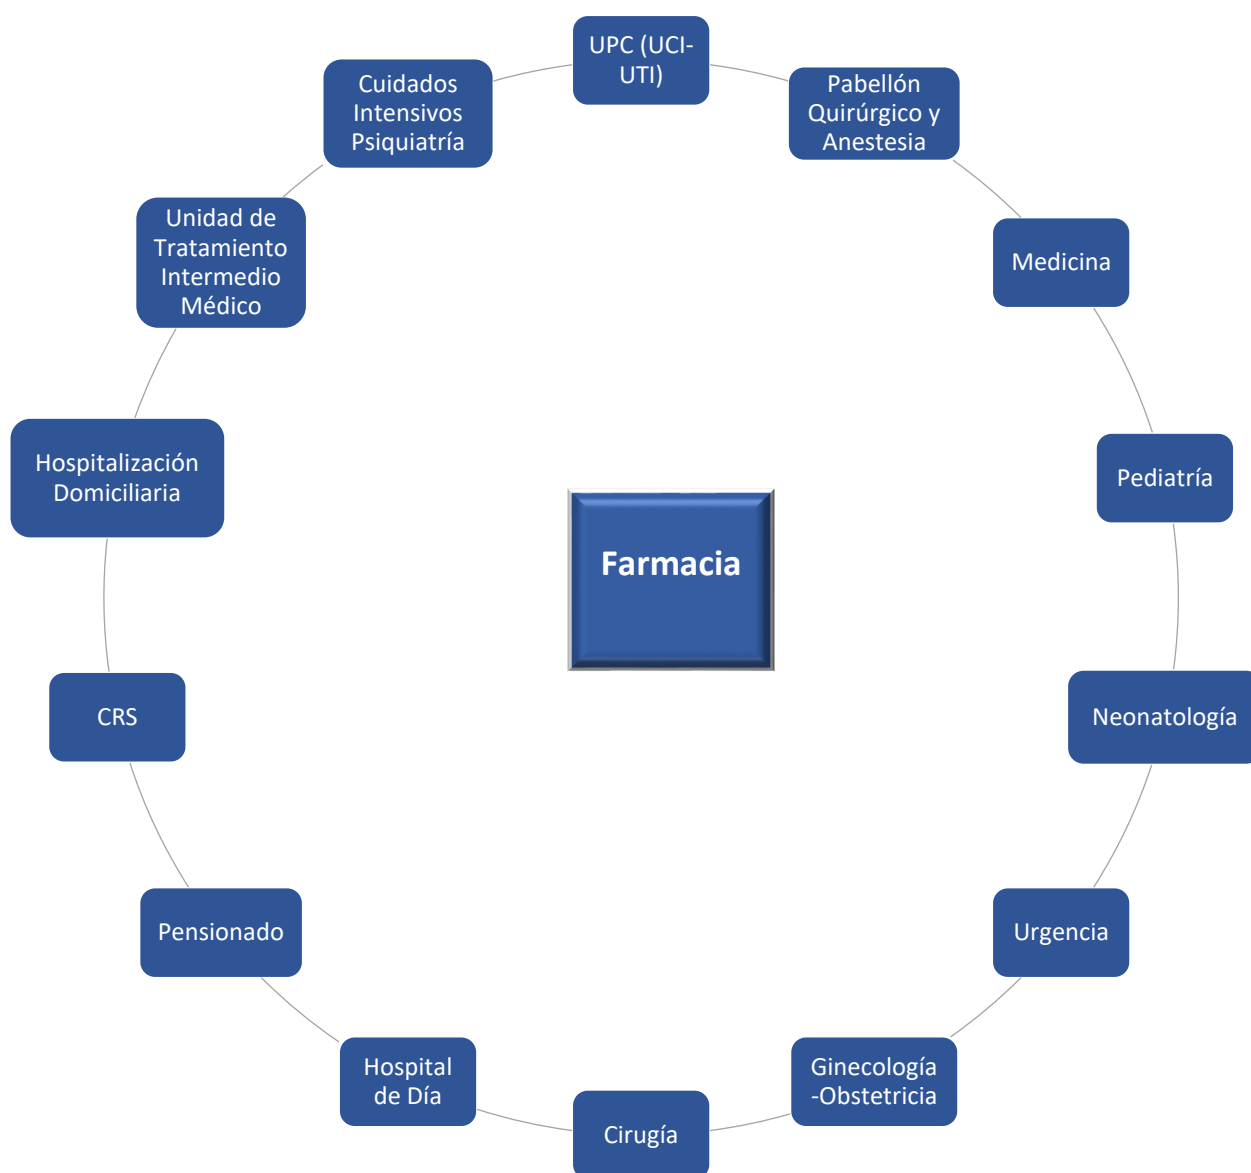 UPC (UCI-
UTI)
Pabellón
Quirúrgico y
Anestesia
Medicina
Pediatría
Neonatología
Urgencia
Ginecología
-Obstetricia
Cirugía
Hospital
de Día
Pensionado
CRS
Hospitalización
Domiciliaria
Unidad de
Tratamiento
Intermedio
Médico
Cuidados
Intensivos
Psiquiatría
Farmacia